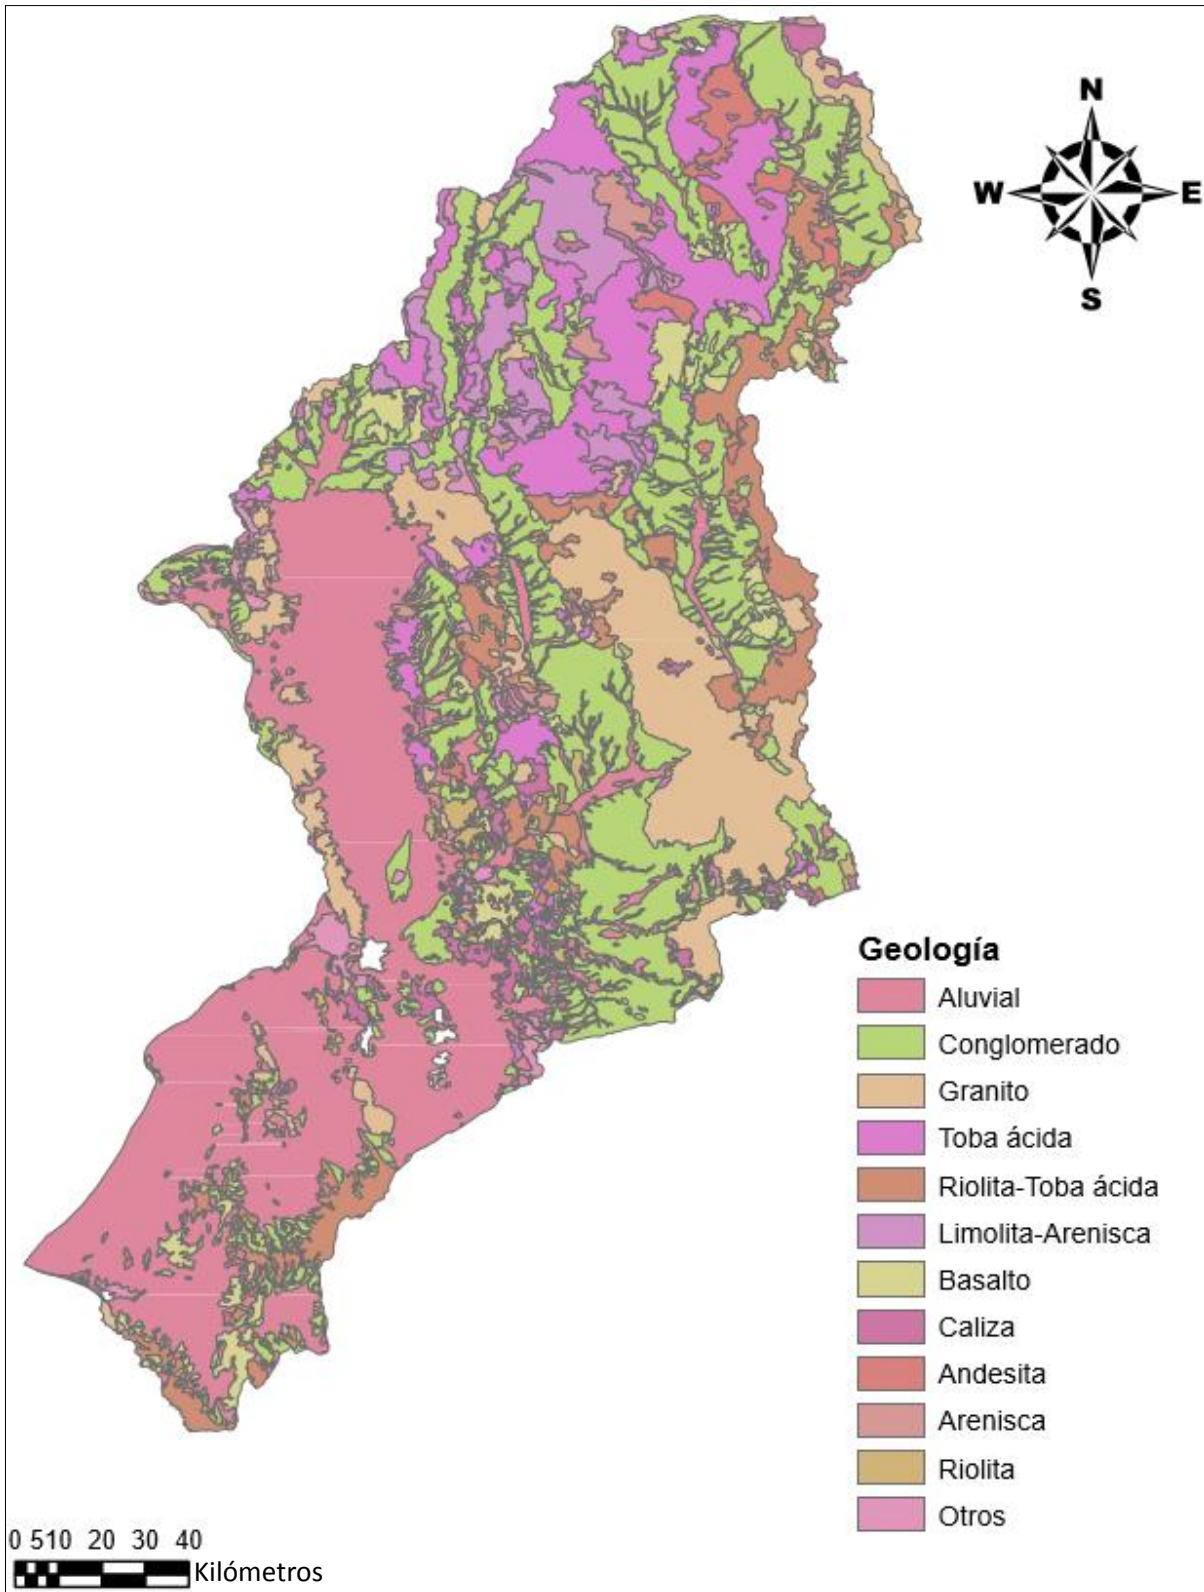 N
W E
S
Geología
Aluvial
Conglomerado
Granito
Toba ácida
Riolita-Toba ácida
Limolita-Arenisca
Basalto
Caliza
Andesita
Arenisca
Riolita
Otros
0 510 20 30 40
Kilómetros